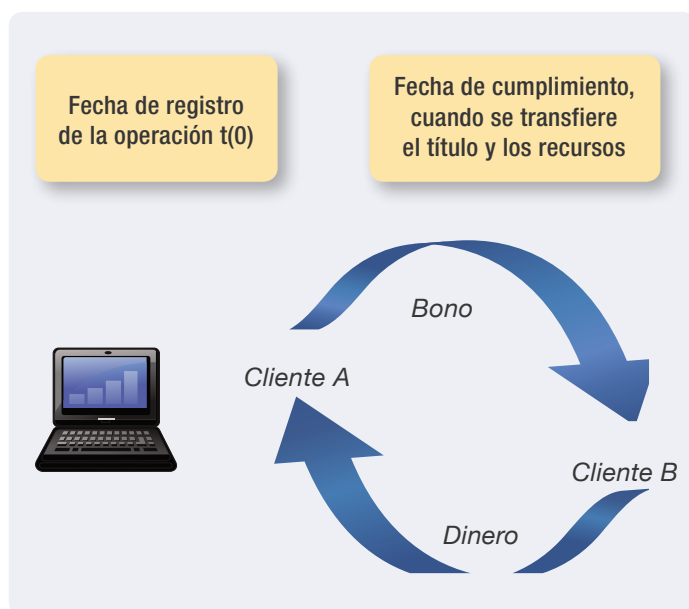 Fecha de registro
de la operación t(0)
Fecha de cumplimiento,
cuando se transfiere
el título y los recursos
Bono
Cliente A
Cliente B
Dinero